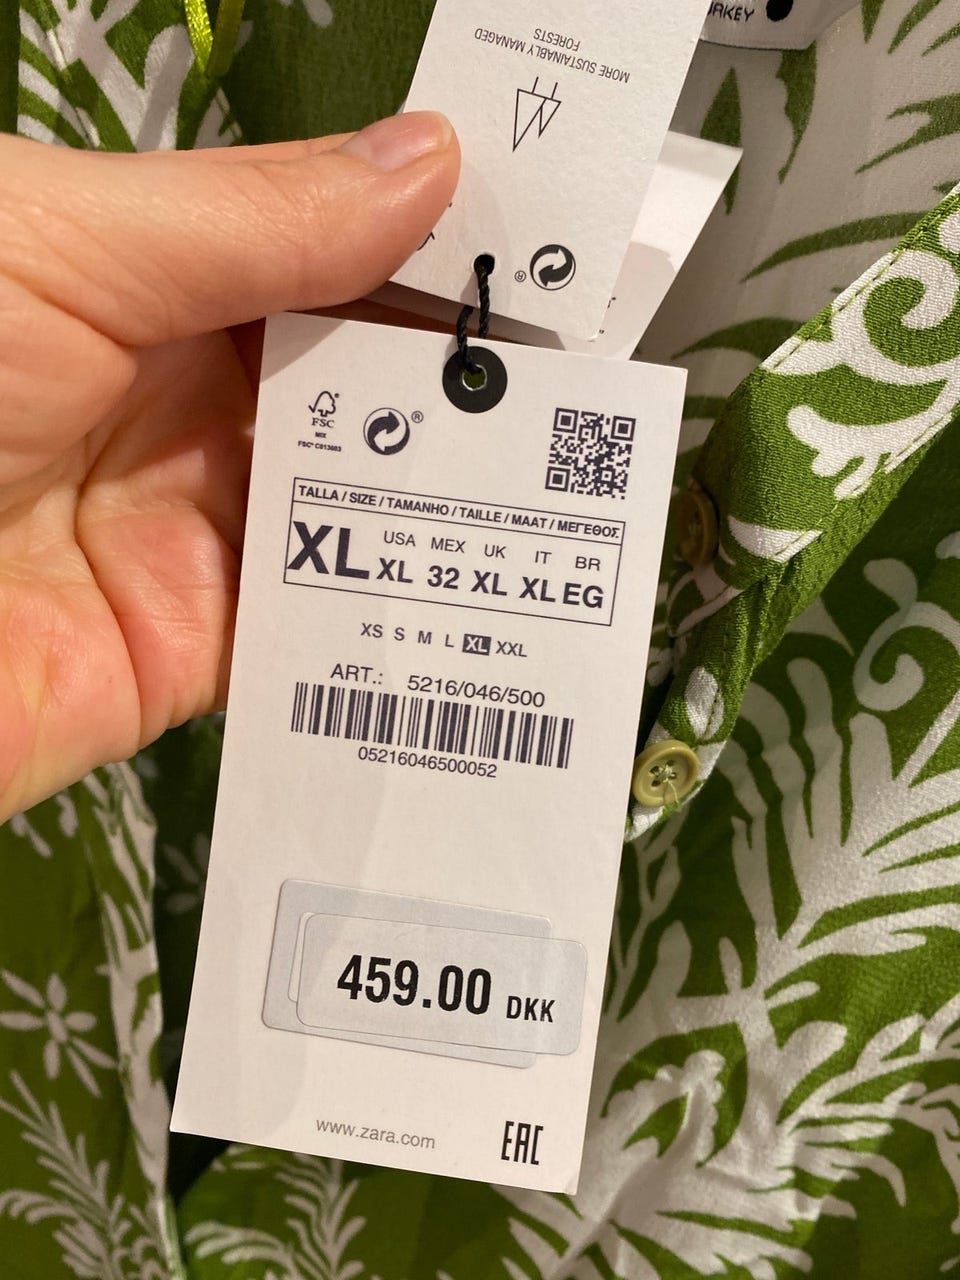 URKEY
MORE SUSTAINABLY MANAGED
FORESTS
®
FSC
MIX
FSC® C013603
®
TALLA / SIZE / TAMANHO / TAILLE / MAAT / ΜΕΓΕΘΟΣ
XL
USA MEX UK IT BR
XL 32 XL XL EG
XS S M L XL XXL
ART.: 5216/046/500
05216046500052
459.00 DKK
www.zara.com
EAC